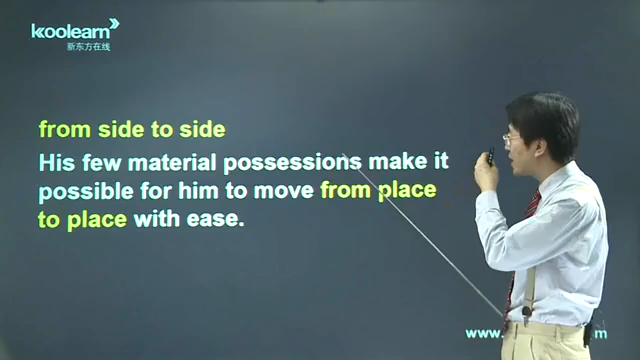 koolearn
新东方在线
from side to side
His few material possessions make it
possible for him to move from place
to place with ease.
www.
m